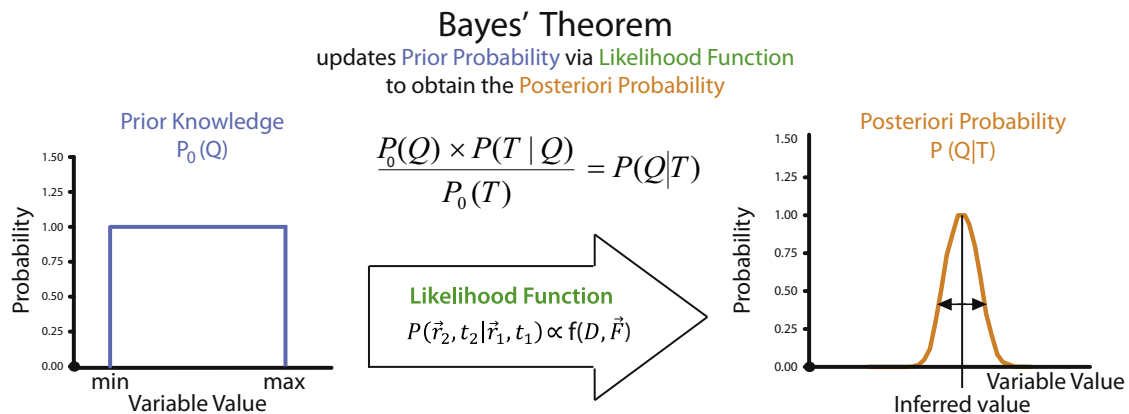 Bayes’ Theorem
updates Prior Probability via Likelihood Function
to obtain the Posteriori Probability
Prior Knowledge
P₀(Q)
1.50
1.25
1.00
0.75
0.50
0.25
0.00
Probability
min
max
Variable Value
P₀(Q) × P(T | Q)
P₀(T)
= P(Q|T)
Likelihood Function
P(r⃗₂, t₂|r⃗₁, t₁) ∝ f(D, F⃗)
Posteriori Probability
P (Q|T)
1.50
1.25
1.00
0.75
0.50
0.25
0.00
Probability
Variable Value
Inferred value